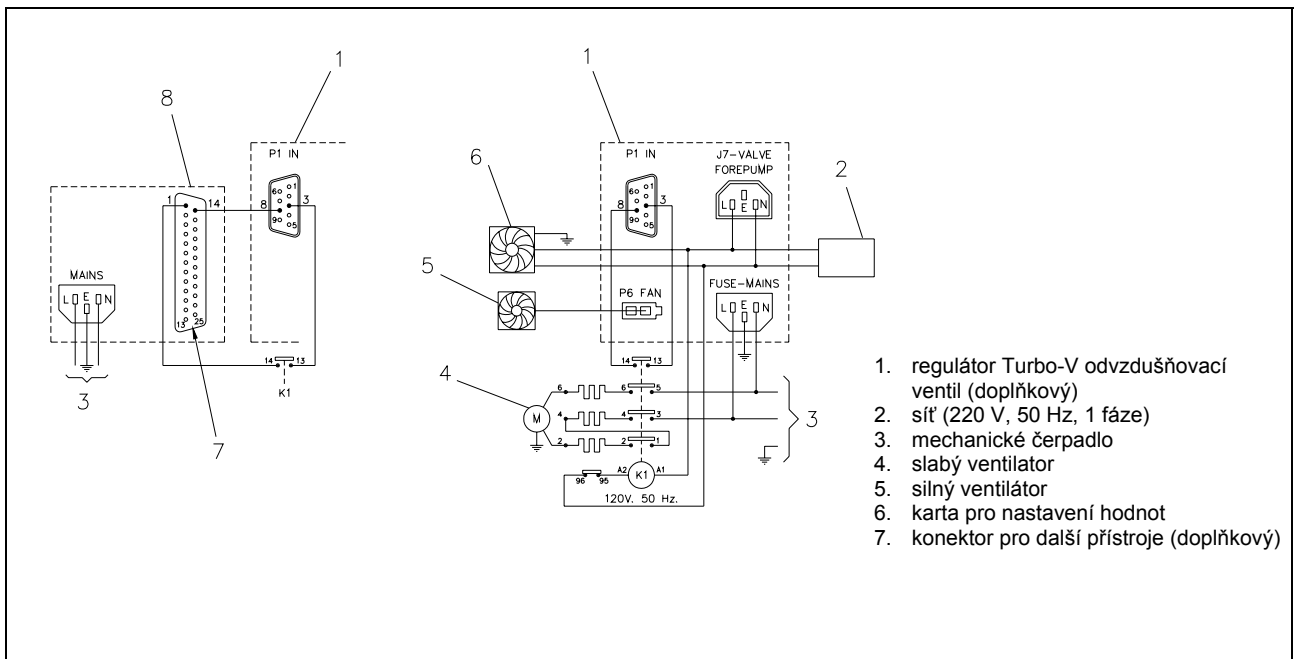 1
8
P1 IN
6 1
8 3
9 5
1 14
13 25
MAINS
L E N
3
14 13
K1
7
1
6
5
P1 IN
6 1
8 3
9 5
J7-VALVE
FOREPUMP
L E N
2
P6 FAN
FUSE-MAINS
L E N
14 13
4
6 6 5
M
4 4 3
2 2 1
3
96 95
A2 K1 A1
120V. 50 Hz.
1. regulátor Turbo-V odvzdušňovací
ventil (doplňkový)
2. síť (220 V, 50 Hz, 1 fáze)
3. mechanické čerpadlo
4. slabý ventilator
5. silný ventilátor
6. karta pro nastavení hodnot
7. konektor pro další přístroje (doplňkový)